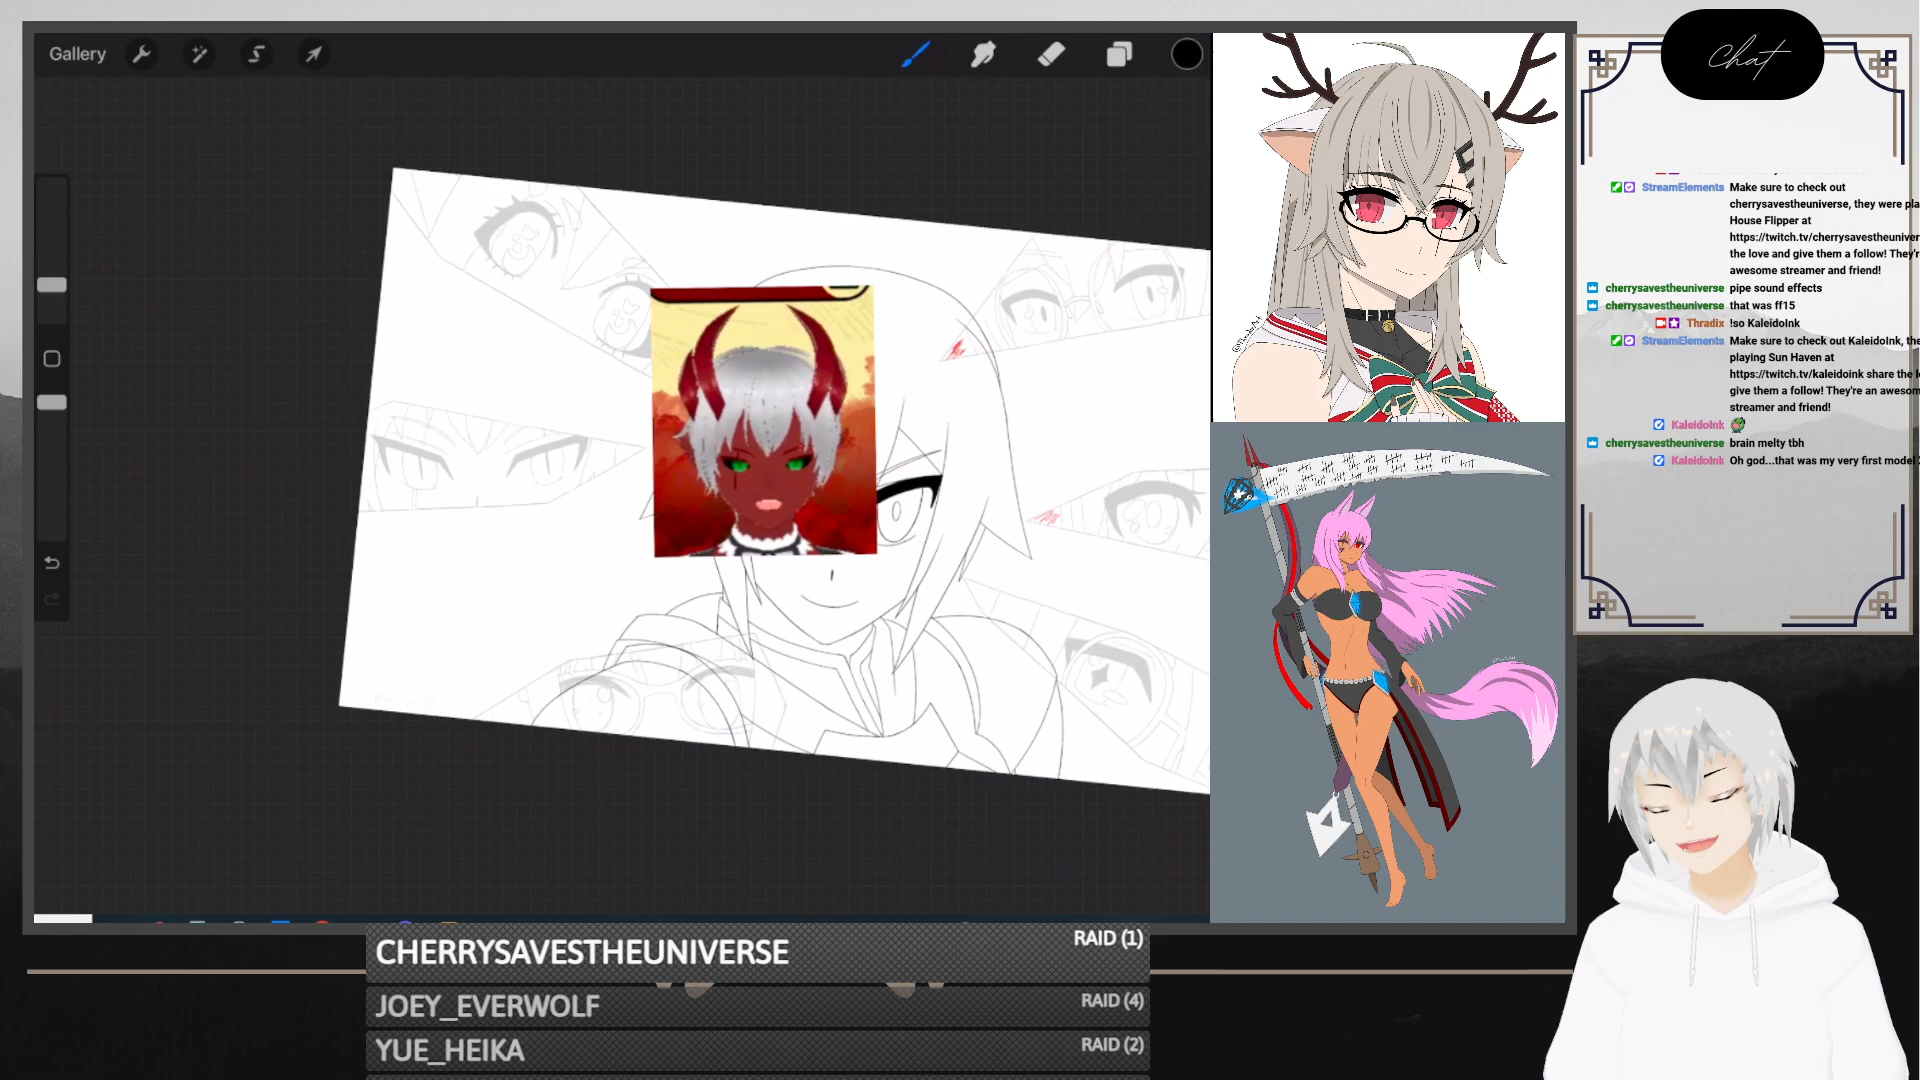 Gallery
Chat
StreamElements Make sure to check out
cherrysavestheuniverse, they were pla
House Flipper at
https://twitch.tv/cherrysavestheuniver
the love and give them a follow! They'r
awesome streamer and friend!
cherrysavestheuniverse pipe sound effects
cherrysavestheuniverse that was ff15
Thradix !so KaleidoInk
StreamElements Make sure to check out KaleidoInk, the
playing Sun Haven at
https://twitch.tv/kaleidoink share the l
give them a follow! They're an awesom
streamer and friend!
KaleidoInk
cherrysavestheuniverse brain melty tbh
KaleidoInk Oh god...that was my very first model
CHERRYSAVESTHEUNIVERSE RAID (1)
JOEY_EVERWOLF RAID (4)
YUE_HEIKA RAID (2)